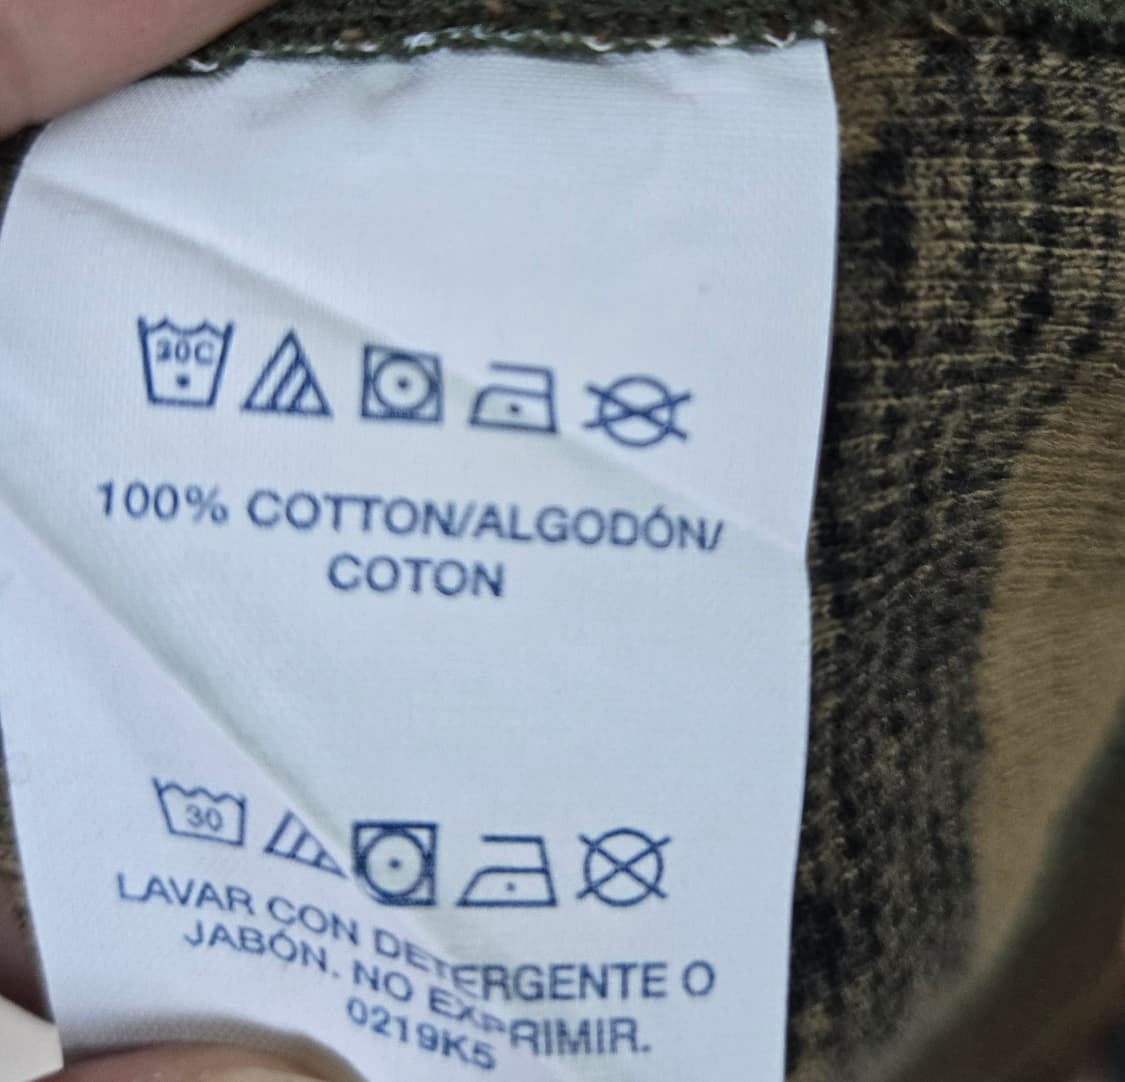 30C
100% COTTON/ALGODÓN/
COTON
30
LAVAR CON DETERGENTE O
JABÓN. NO EXPRIMIR.
0219K5